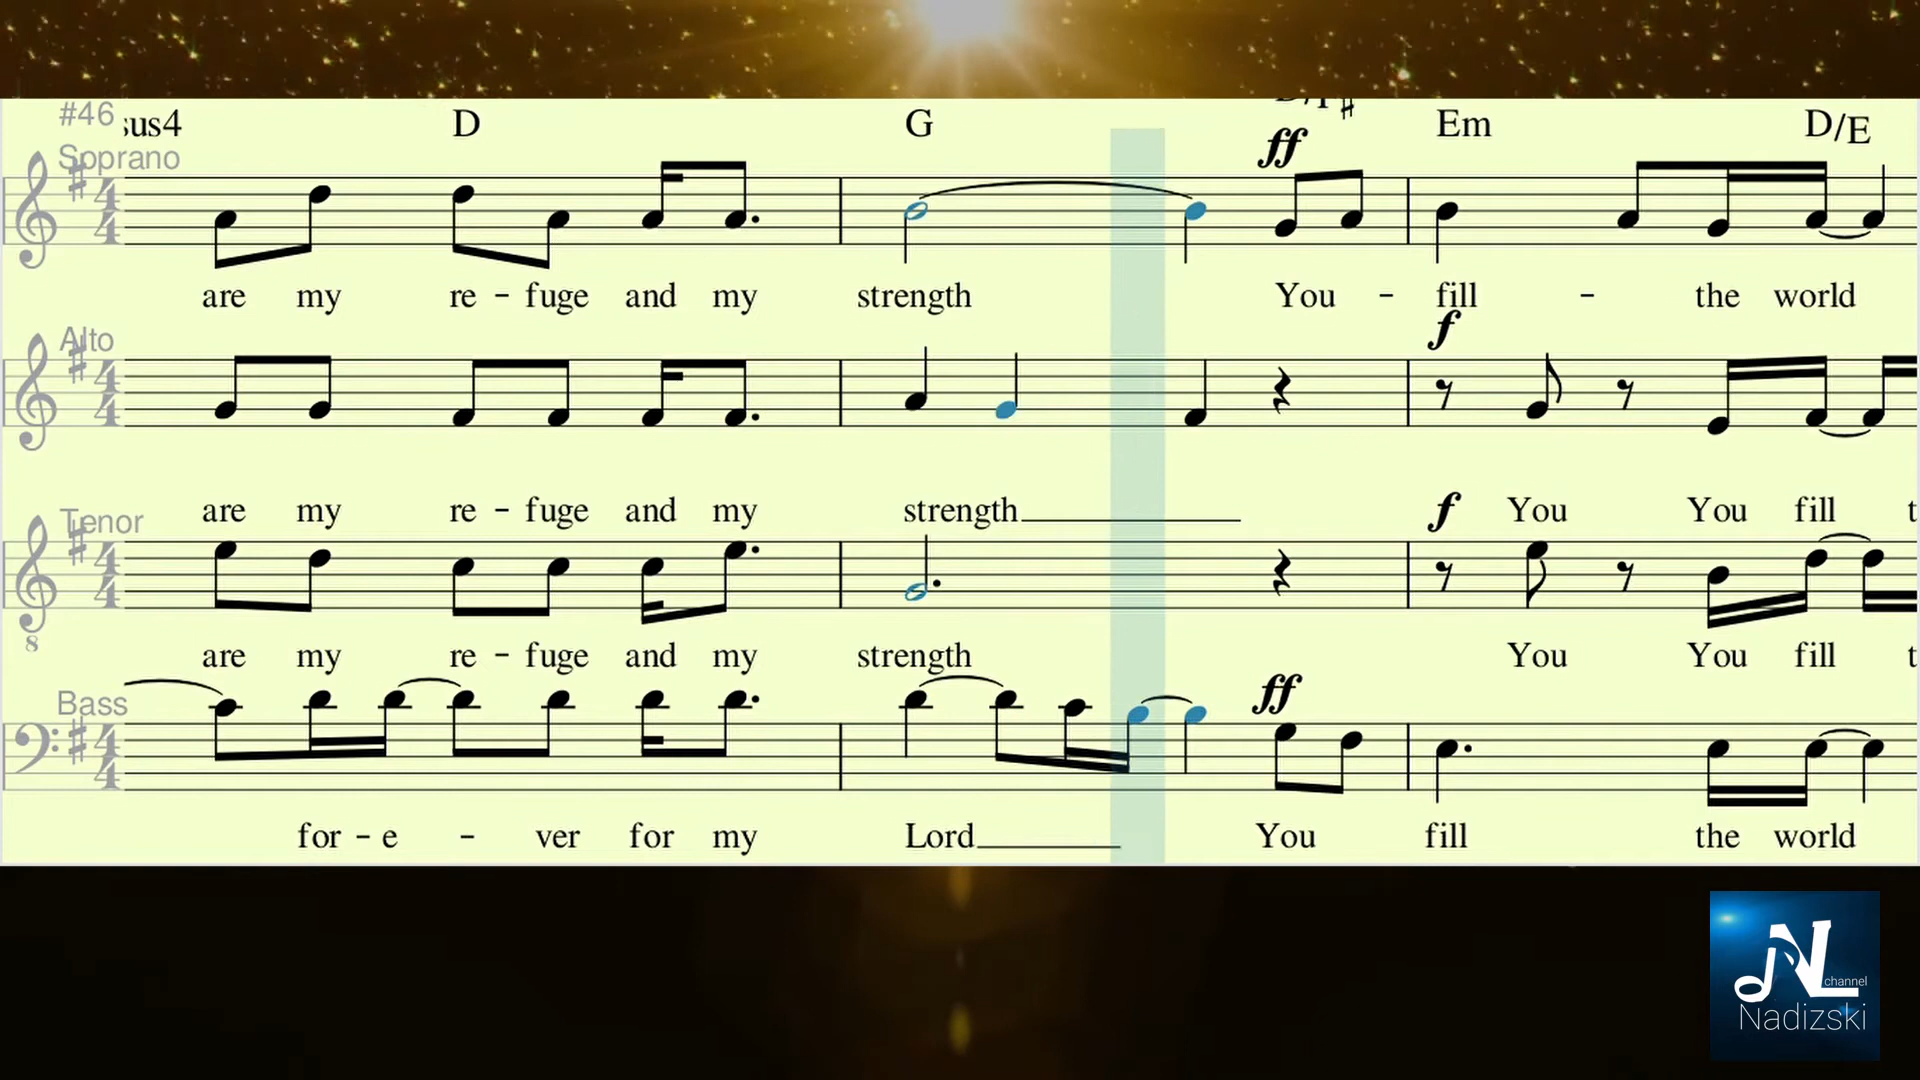 #46 sus4 D G D/F♯ Em D/E
Soprano
ff
are my re - fuge and my strength You - fill - the world
Alto
f
are my re - fuge and my strength You You fill t
Tenor
f
are my re - fuge and my strength You You fill t
Bass
ff
for - e - ver for my Lord You fill the world
NL channel
Nadizski